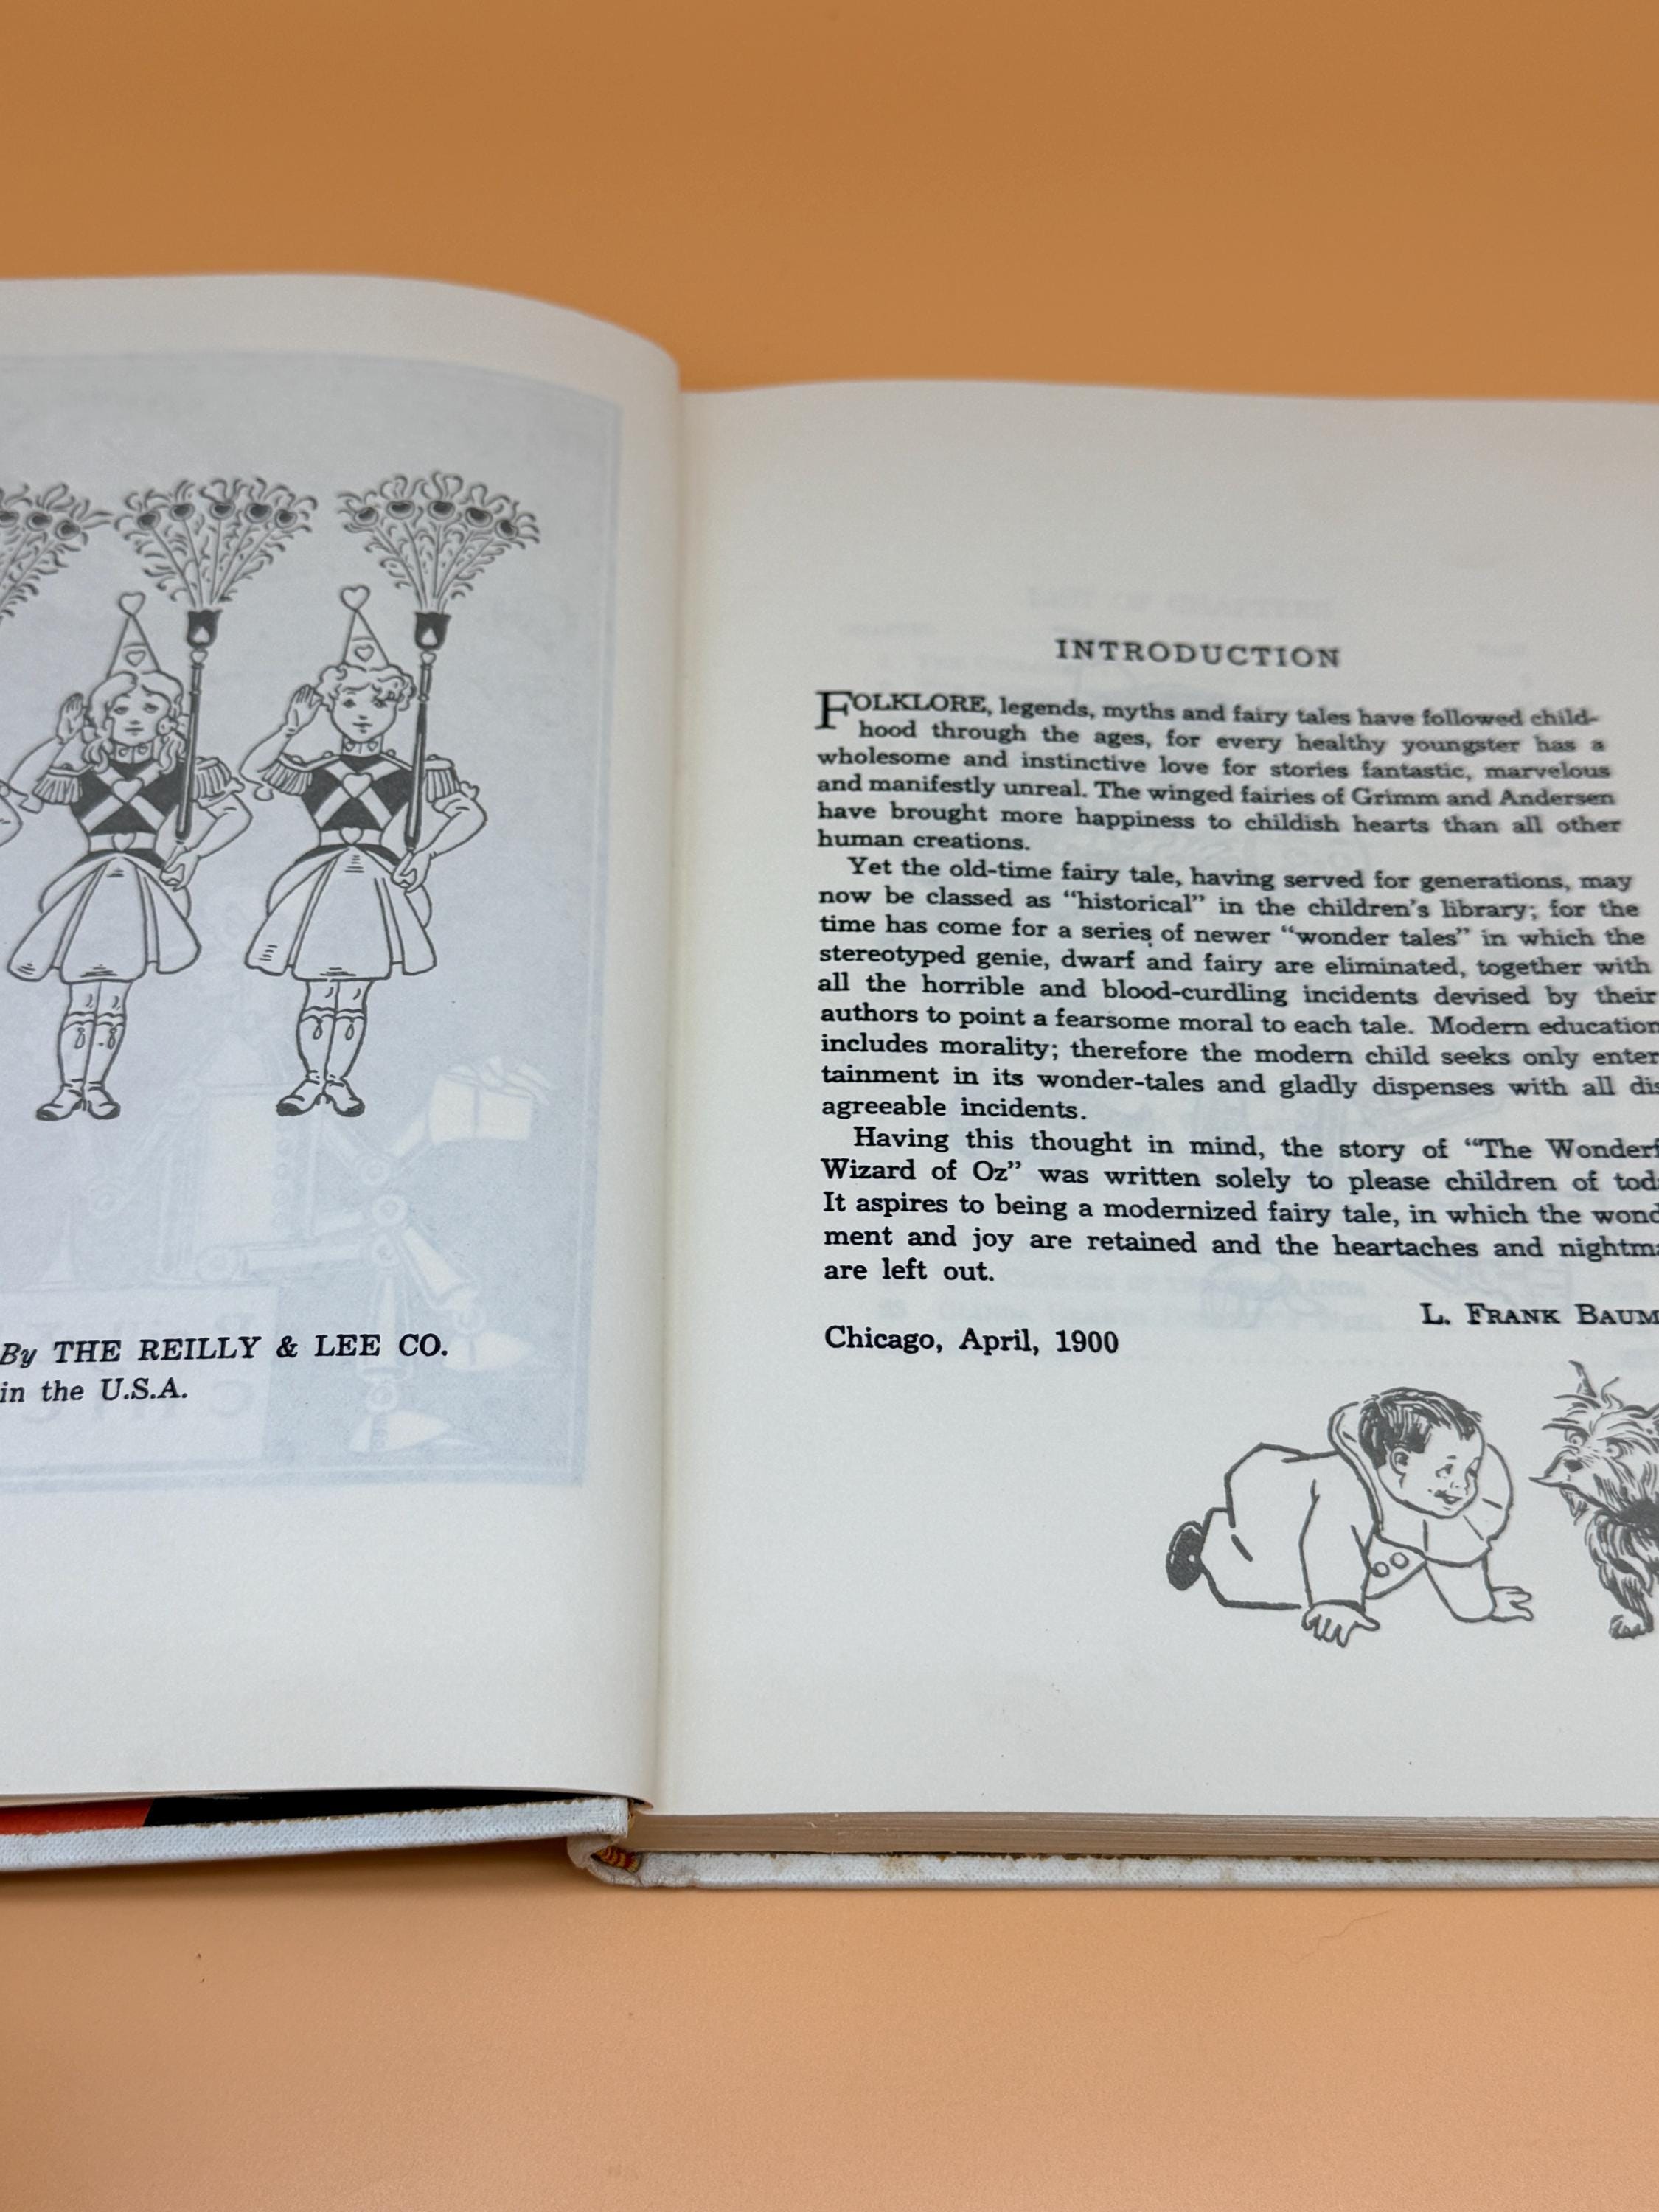 By THE REILLY & LEE CO.
in the U.S.A.
INTRODUCTION
FOLKLORE, legends, myths and fairy tales have followed child-
hood through the ages, for every healthy youngster has a
wholesome and instinctive love for stories fantastic, marvelous
and manifestly unreal. The winged fairies of Grimm and Andersen
have brought more happiness to childish hearts than all other
human creations.
Yet the old-time fairy tale, having served for generations, may
now be classed as “historical” in the children’s library; for the
time has come for a series of newer “wonder tales” in which the
stereotyped genie, dwarf and fairy are eliminated, together with
all the horrible and blood-curdling incidents devised by their
authors to point a fearsome moral to each tale. Modern education
includes morality; therefore the modern child seeks only enter
tainment in its wonder-tales and gladly dispenses with all dis
agreeable incidents.
Having this thought in mind, the story of “The Wonderf
Wizard of Oz” was written solely to please children of tod
It aspires to being a modernized fairy tale, in which the wond
ment and joy are retained and the heartaches and nightma
are left out.
L. FRANK BAUM
Chicago, April, 1900